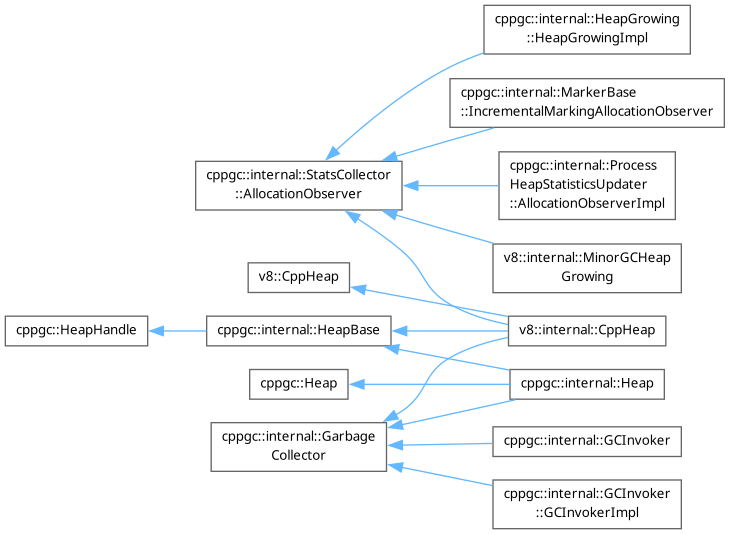 cppgc::internal::HeapGrowing
::HeapGrowingImpl
cppgc::internal::MarkerBase
::IncrementalMarkingAllocationObserver
cppgc::internal::StatsCollector
::AllocationObserver
cppgc::internal::Process
HeapStatisticsUpdater
::AllocationObserverImpl
v8::internal::MinorGCHeap
Growing
v8::CppHeap
cppgc::HeapHandle
cppgc::internal::HeapBase
v8::internal::CppHeap
cppgc::Heap
cppgc::internal::Heap
cppgc::internal::Garbage
Collector
cppgc::internal::GCInvoker
cppgc::internal::GCInvoker
::GCInvokerImpl